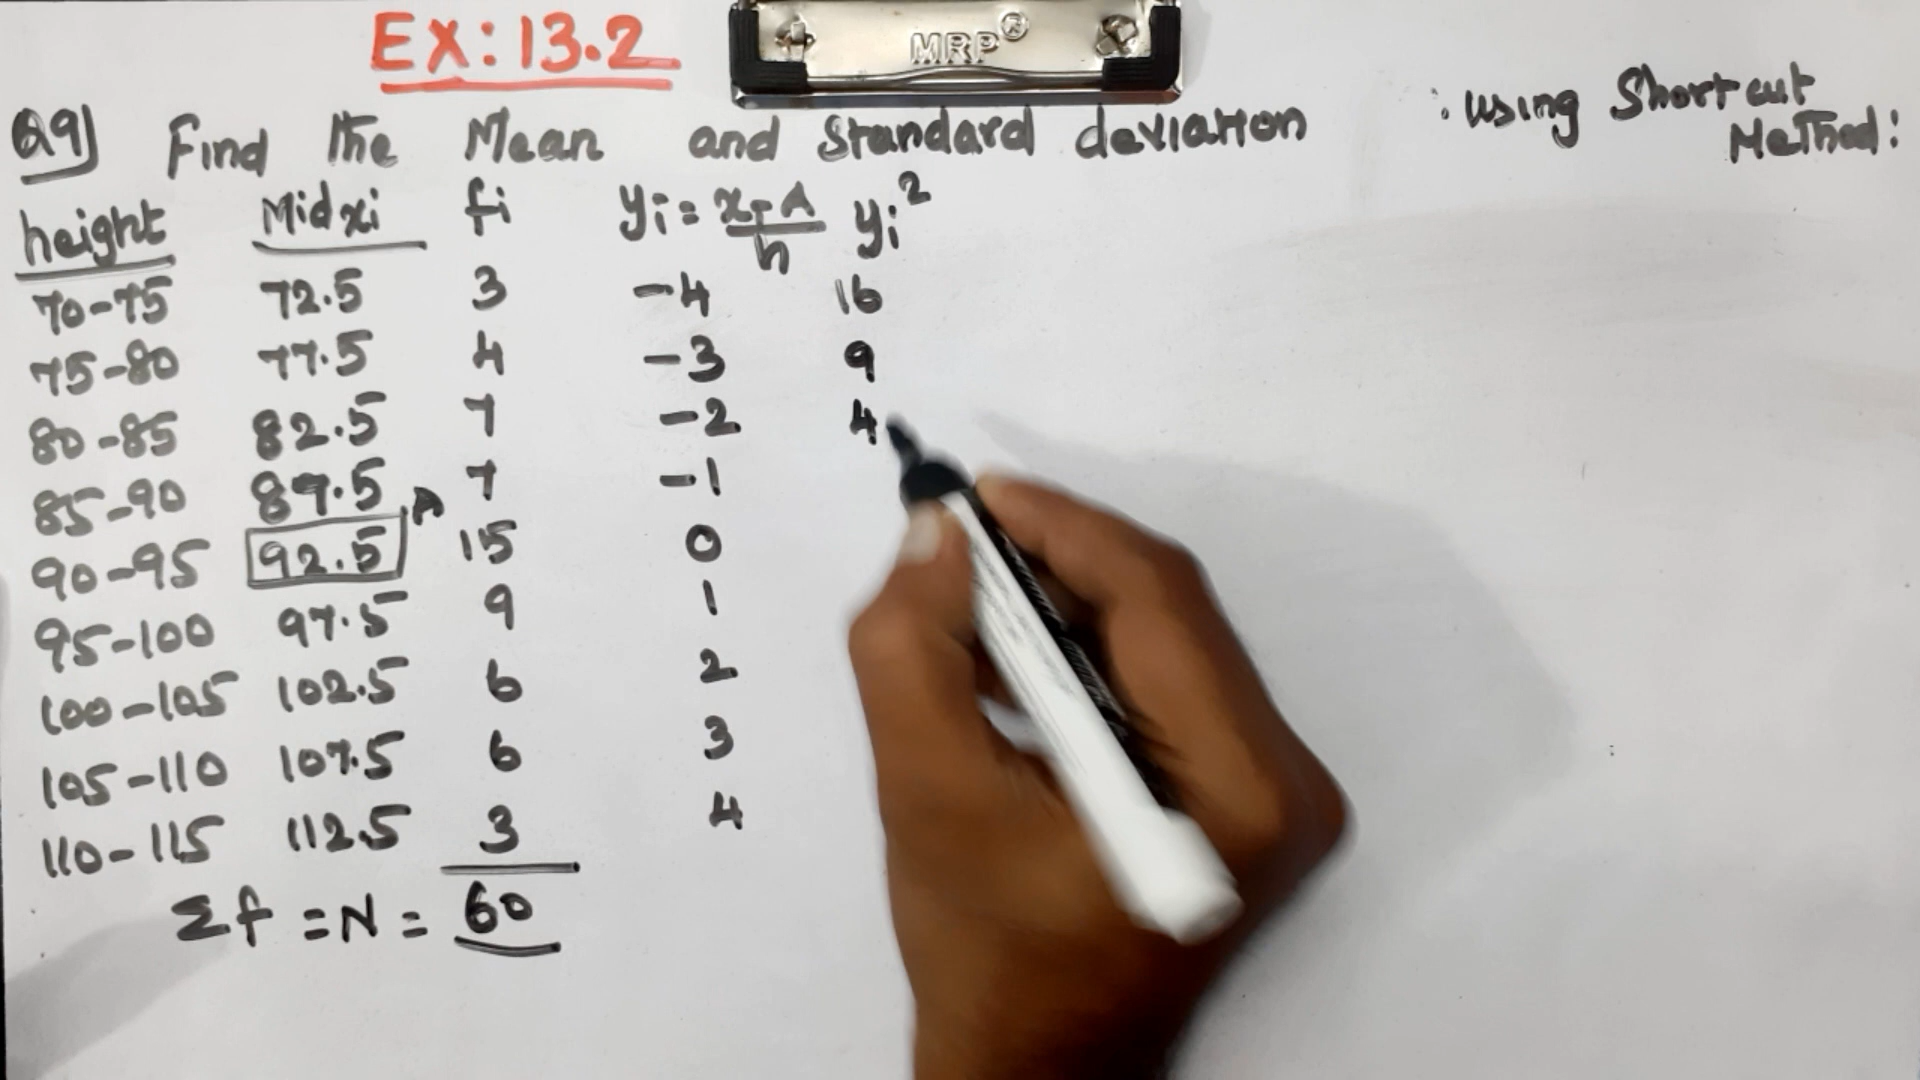 EX: 13.2
MRP®
Q9) Find the Mean and Standard deviation : using Shortcut
Method:
height Mid xi fi yi = xi-A/h yi²
70-75 72.5 3 -4 16
75-80 77.5 4 -3 9
80-85 82.5 7 -2 4
85-90 87.5 7 -1
90-95 92.5 A 15 0
95-100 97.5 9 1
100-105 102.5 6 2
105-110 107.5 6 3
110-115 112.5 3 4
Σf = N = 60